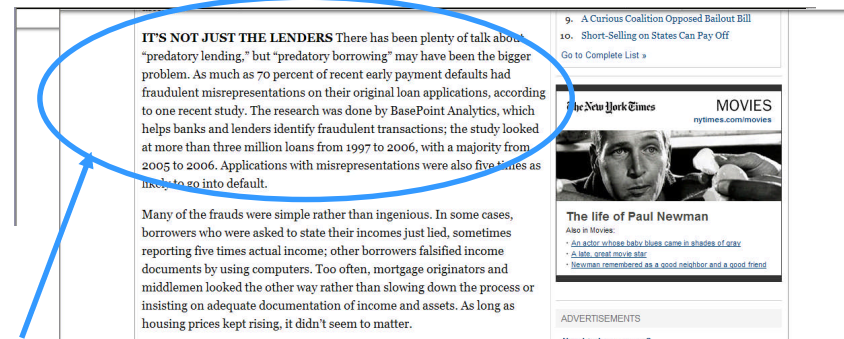 IT'S NOT JUST THE LENDERS There has been plenty of talk about
“predatory lending,” but “predatory borrowing” may have been the bigger
problem. As much as 70 percent of recent early payment defaults had
fraudulent misrepresentations on their original loan applications, according
to one recent study. The research was done by BasePoint Analytics, which
helps banks and lenders identify fraudulent transactions; the study looked
at more than three million loans from 1997 to 2006, with a majority from
2005 to 2006. Applications with misrepresentations were also five times as
likely to go into default.
Many of the frauds were simple rather than ingenious. In some cases,
borrowers who were asked to state their incomes just lied, sometimes
reporting five times actual income; other borrowers falsified income
documents by using computers. Too often, mortgage originators and
middlemen looked the other way rather than slowing down the process or
insisting on adequate documentation of income and assets. As long as
housing prices kept rising, it didn't seem to matter.
9. A Curious Coalition Opposed Bailout Bill
10. Short-Selling on States Can Pay Off
Go to Complete List »
The New York Times
MOVIES
nytimes.com/movies
The life of Paul Newman
Also in Movies:
· An actor whose baby blues came in shades of gray
· A late, great movie star
· Newman remembered as a good neighbor and a good friend
ADVERTISEMENTS